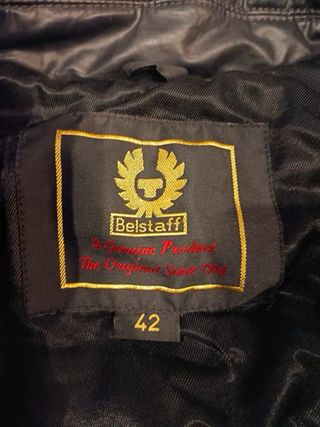 Belstaff
A Genuine Product
The Original Since 1924
42